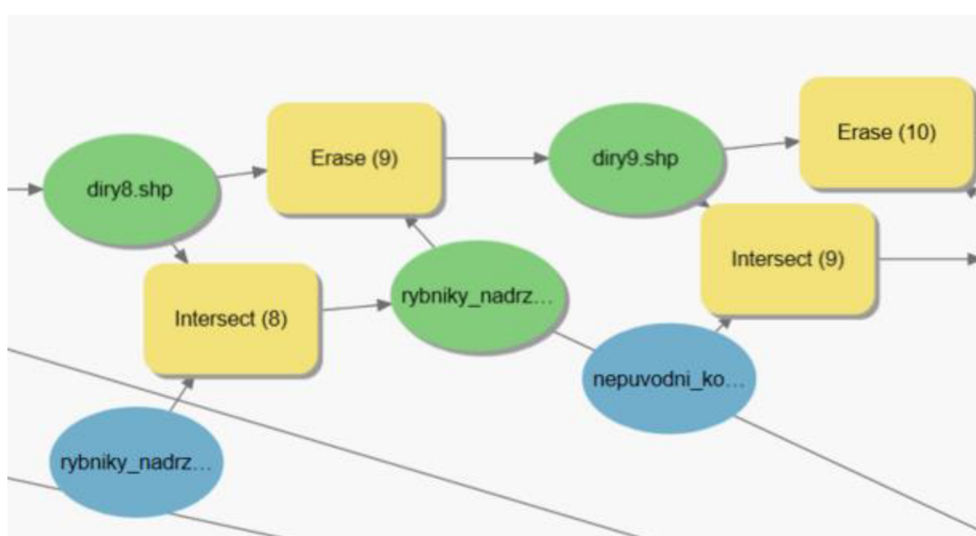 Erase (10)
Erase (9)
diry9.shp
diry8.shp
Intersect (9)
rybniky_nadrz...
Intersect (8)
nepuvodni_ko...
rybniky_nadrz...